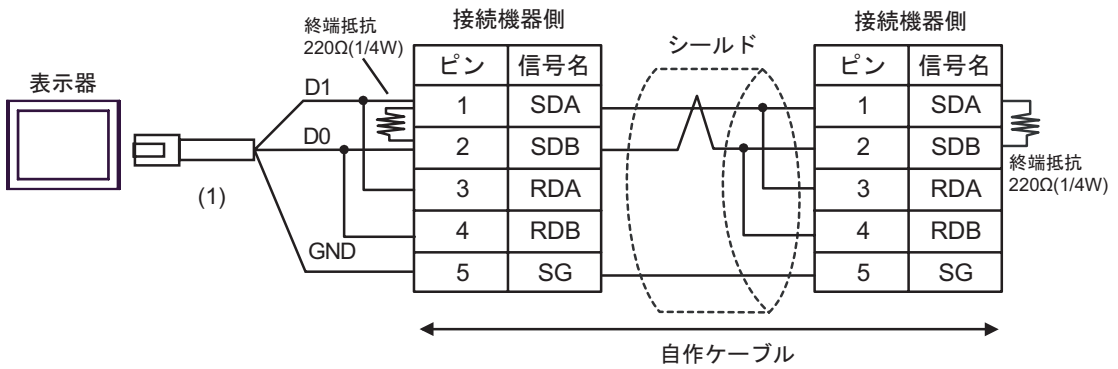 接続機器側
接続機器側
終端抵抗
220Ω(1/4W)
シールド
表示器
ピン 信号名
ピン 信号名
D1
1 SDA
1 SDA
D0
2 SDB
2 SDB
終端抵抗
220Ω(1/4W)
(1)
3 RDA
3 RDA
4 RDB
4 RDB
GND
5 SG
5 SG
自作ケーブル